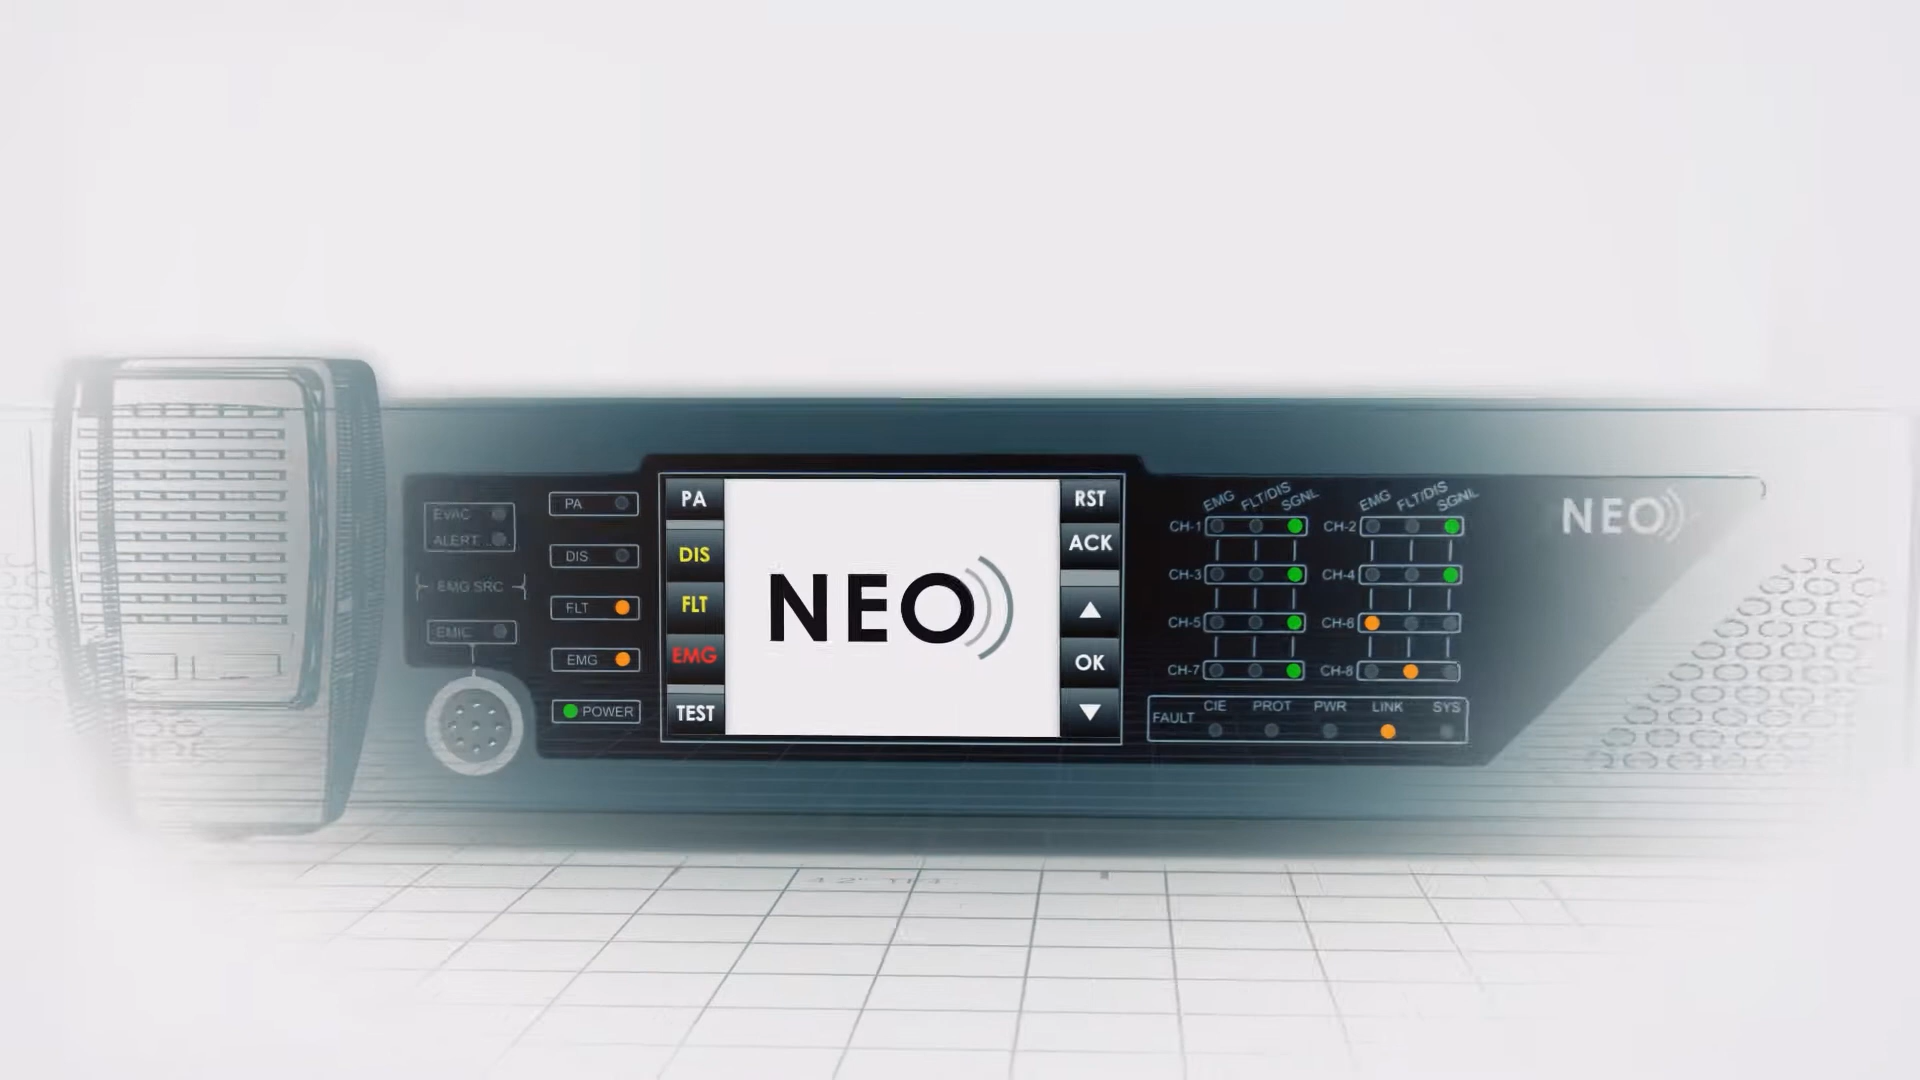 EVAC
ALERT
EMG SRC
EMIC
PA
DIS
FLT
EMG
POWER
PA
DIS
FLT
EMG
TEST
NEO
RST
ACK
OK
EMG FLT/DIS SGNL
EMG FLT/DIS SGNL
CH-1 CH-2
CH-3 CH-4
CH-5 CH-6
CH-7 CH-8
FAULT CIE PROT PWR LINK SYS
NEO